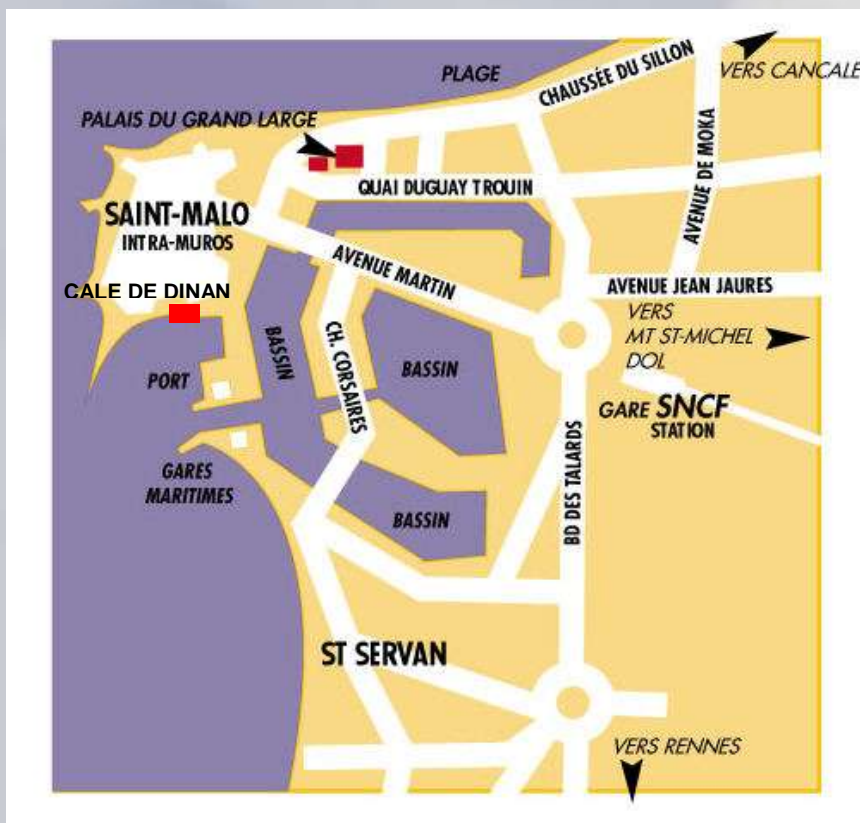 PLAGE
CHAUSSÉE DU SILLON
VERS CANCALE
PALAIS DU GRAND LARGE
AVENUE DE MOKA
QUAI DUGUAY TROUIN
SAINT-MALO
INTRA-MUROS
AVENUE MARTIN
CALE DE DINAN
AVENUE JEAN JAURES
VERS
MT ST-MICHEL
DOL
BASSIN
CH. CORSAIRES
BASSIN
PORT
GARE SNCF
STATION
GARES
MARITIMES
BASSIN
BD DES TALARDS
ST SERVAN
VERS RENNES